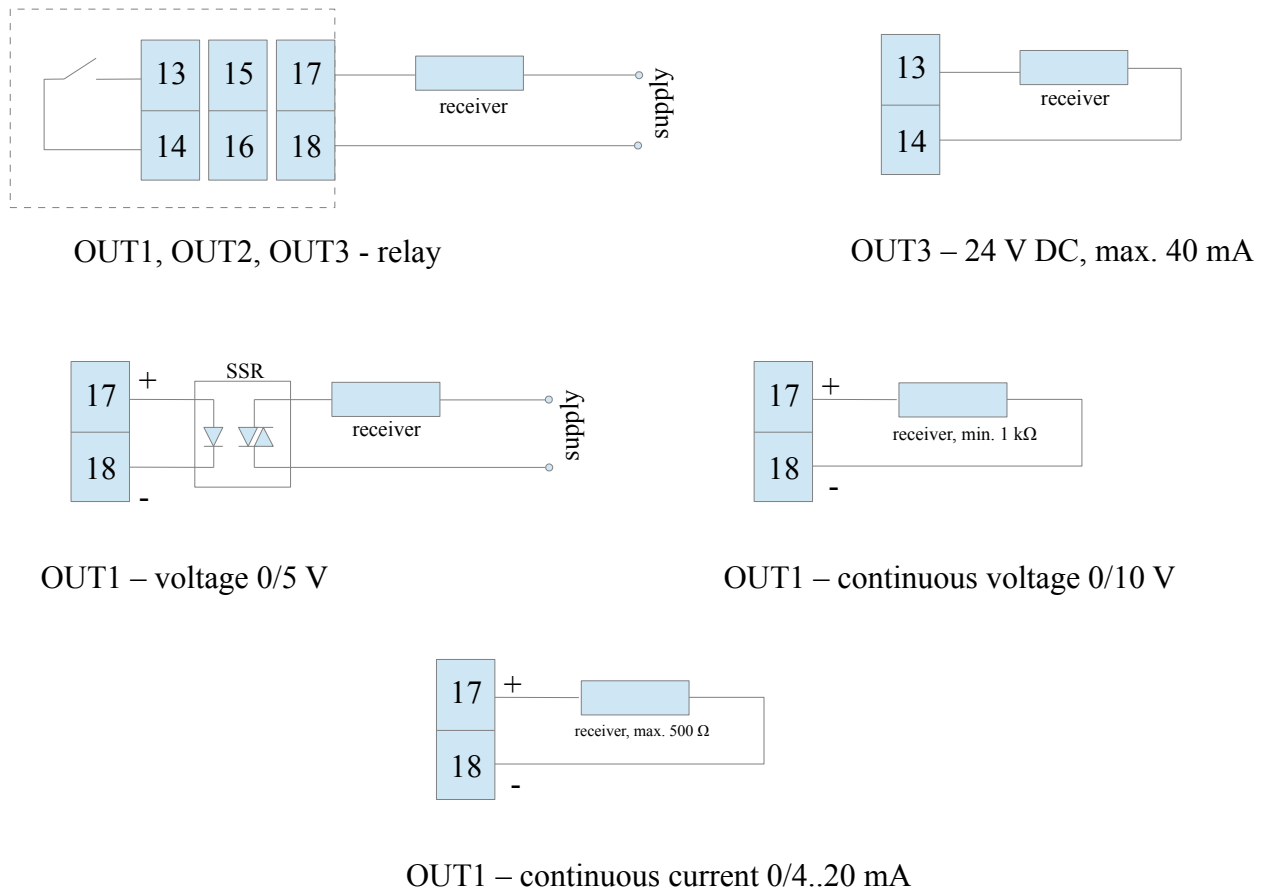 13 15 17
receiver
supply
14 16 18
OUT1, OUT2, OUT3 - relay
13
receiver
14
OUT3 – 24 V DC, max. 40 mA
17
+
SSR
receiver
supply
18
-
OUT1 – voltage 0/5 V
17
+
receiver, min. 1 kΩ
18
-
OUT1 – continuous voltage 0/10 V
17
+
receiver, max. 500 Ω
18
-
OUT1 – continuous current 0/4..20 mA